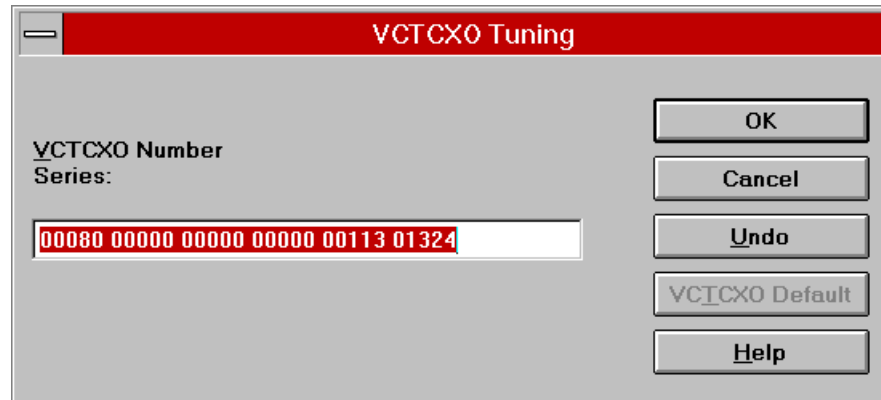 VCTCXO Tuning
VCTCXO Number
Series:
00080 00000 00000 00000 00113 01324
OK
Cancel
Undo
VCTCXO Default
Help